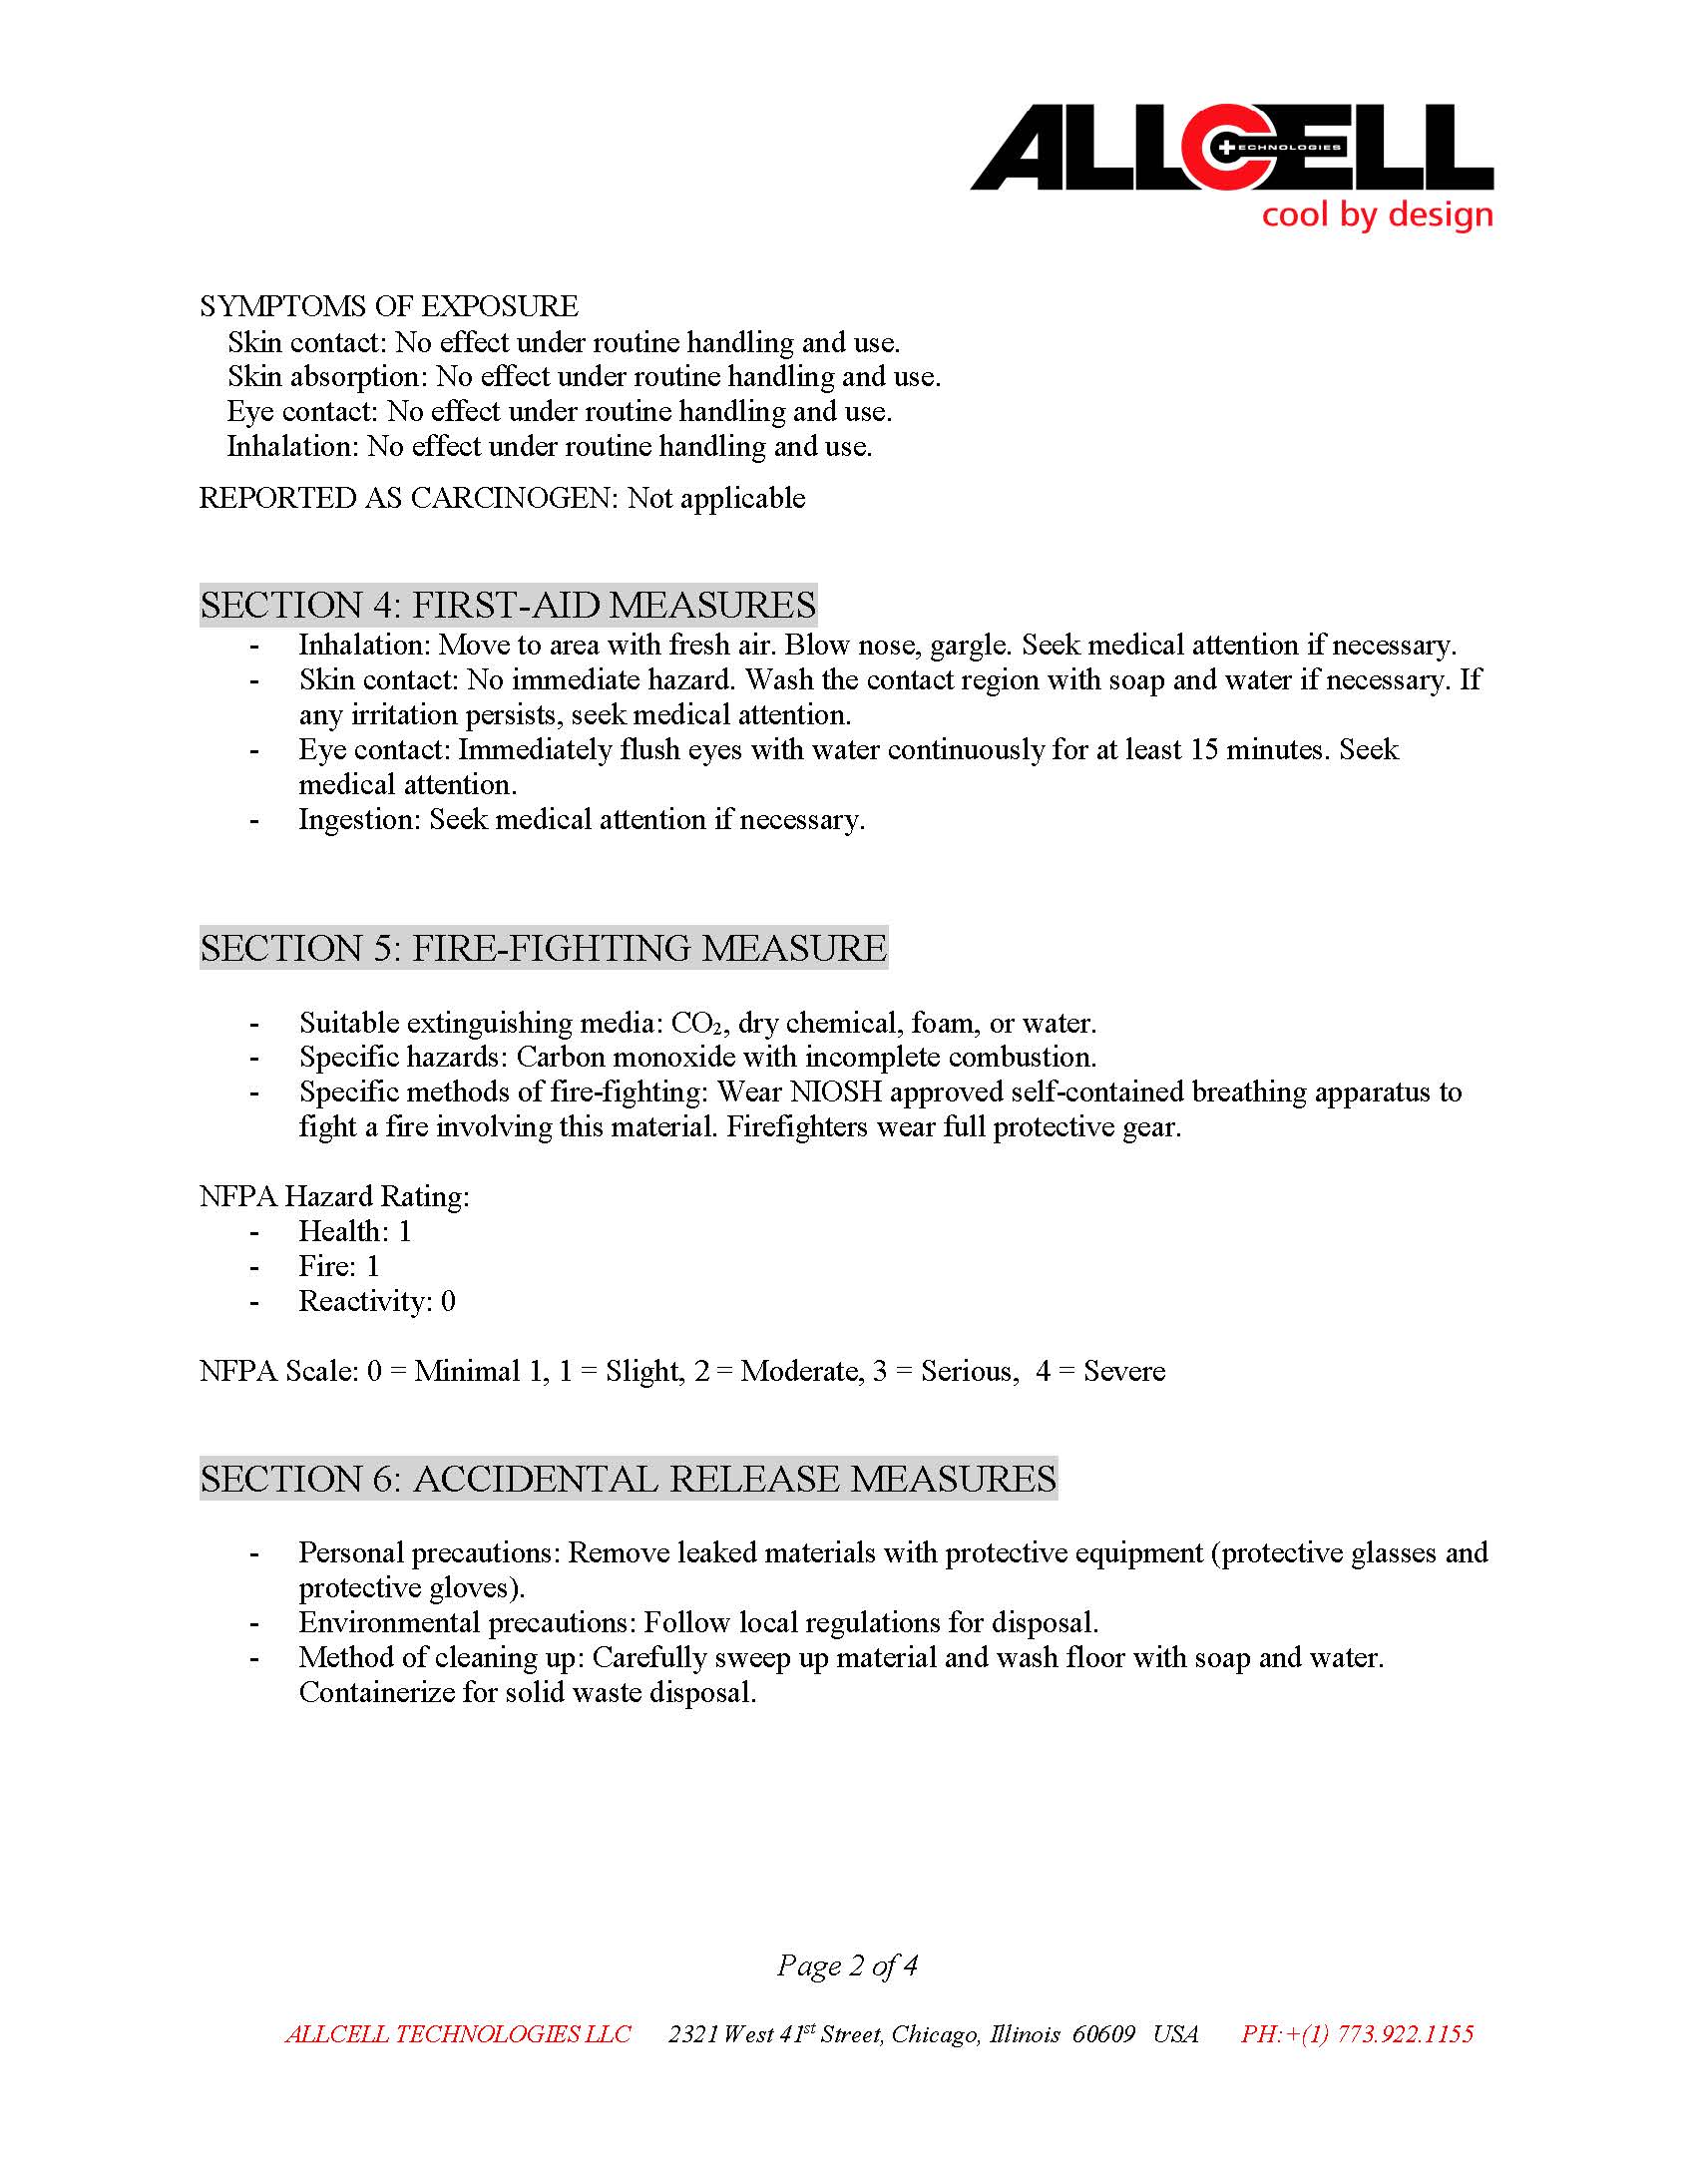 ALLCELL
TECHNOLOGIES
cool by design
SYMPTOMS OF EXPOSURE
Skin contact: No effect under routine handling and use.
Skin absorption: No effect under routine handling and use.
Eye contact: No effect under routine handling and use.
Inhalation: No effect under routine handling and use.
REPORTED AS CARCINOGEN: Not applicable
SECTION 4: FIRST-AID MEASURES
- Inhalation: Move to area with fresh air. Blow nose, gargle. Seek medical attention if necessary.
- Skin contact: No immediate hazard. Wash the contact region with soap and water if necessary. If
any irritation persists, seek medical attention.
- Eye contact: Immediately flush eyes with water continuously for at least 15 minutes. Seek
medical attention.
- Ingestion: Seek medical attention if necessary.
SECTION 5: FIRE-FIGHTING MEASURE
- Suitable extinguishing media: CO₂, dry chemical, foam, or water.
- Specific hazards: Carbon monoxide with incomplete combustion.
- Specific methods of fire-fighting: Wear NIOSH approved self-contained breathing apparatus to
fight a fire involving this material. Firefighters wear full protective gear.
NFPA Hazard Rating:
- Health: 1
- Fire: 1
- Reactivity: 0
NFPA Scale: 0 = Minimal 1, 1 = Slight, 2 = Moderate, 3 = Serious,  4 = Severe
SECTION 6: ACCIDENTAL RELEASE MEASURES
- Personal precautions: Remove leaked materials with protective equipment (protective glasses and
protective gloves).
- Environmental precautions: Follow local regulations for disposal.
- Method of cleaning up: Carefully sweep up material and wash floor with soap and water.
Containerize for solid waste disposal.
Page 2 of 4
ALLCELL TECHNOLOGIES LLC 2321 West 41st Street, Chicago, Illinois 60609 USA PH:+(1) 773.922.1155